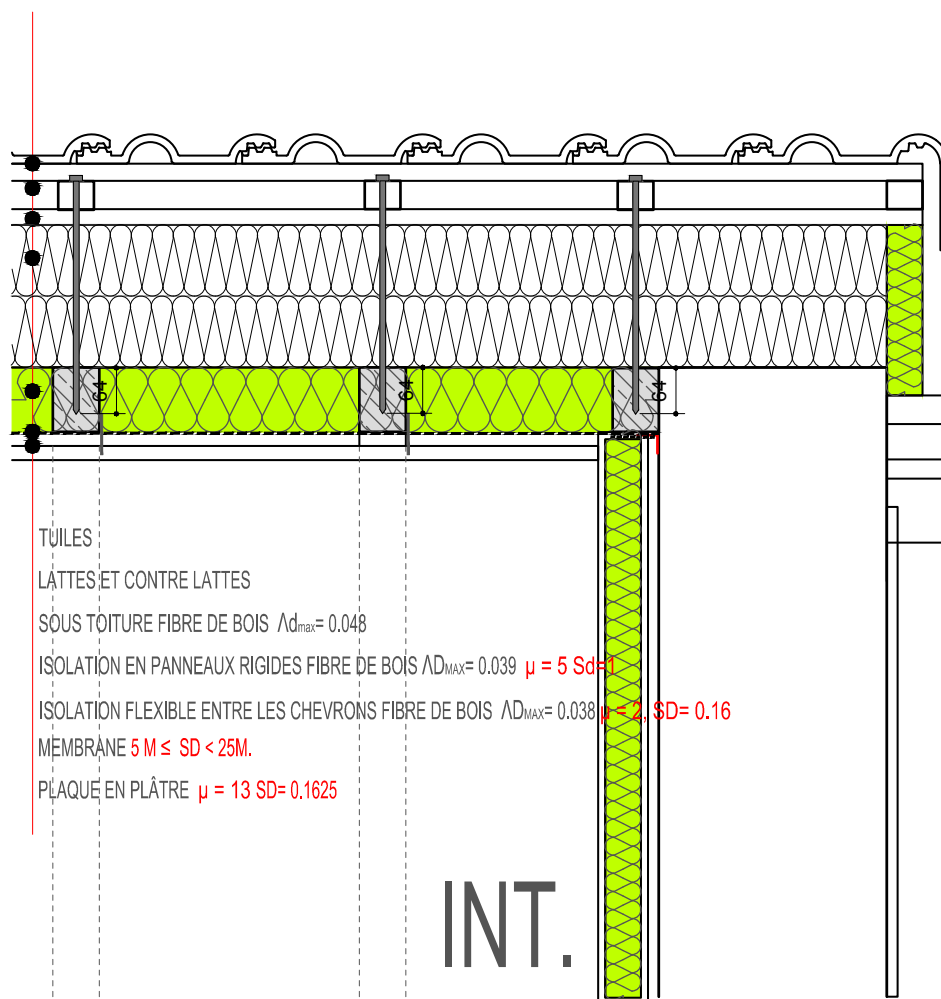 64
64
64
TUILES
LATTES ET CONTRE LATTES
SOUS TOITURE FIBRE DE BOIS Λdmax= 0.048
ISOLATION EN PANNEAUX RIGIDES FIBRE DE BOIS ΛDMAX= 0.039 μ = 5 Sd=1
ISOLATION FLEXIBLE ENTRE LES CHEVRONS FIBRE DE BOIS ΛDMAX= 0.038 μ = 2, SD= 0.16
MEMBRANE 5 M ≤ SD < 25M.
PLAQUE EN PLÂTRE μ = 13 SD= 0.1625
INT.